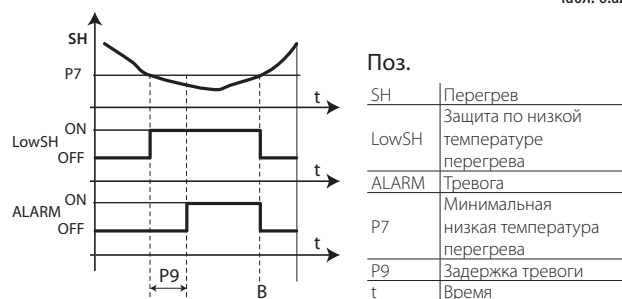 SH
P7
t
ON
LowSH
OFF
t
ON
ALARM
OFF
t
P9
B
Поз.
SH Перегрев
LowSH Защита по низкой
температуре
перегрева
ALARM Тревога
P7 Минимальная
низкая температура
перегрева
P9 Задержка тревоги
t Время